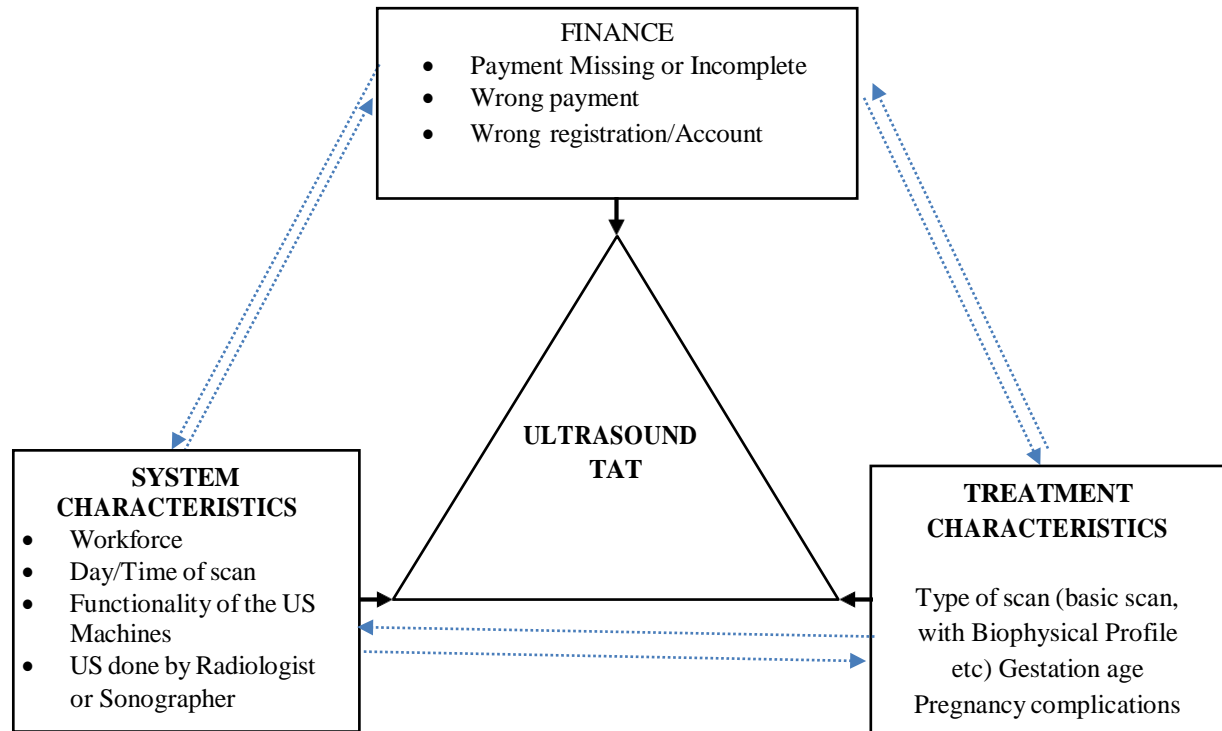 FINANCE
• Payment Missing or Incomplete
• Wrong payment
• Wrong registration/Account
ULTRASOUND
TAT
SYSTEM
CHARACTERISTICS
• Workforce
• Day/Time of scan
• Functionality of the US
Machines
• US done by Radiologist
or Sonographer
TREATMENT
CHARACTERISTICS
Type of scan (basic scan,
with Biophysical Profile
etc) Gestation age
Pregnancy complications